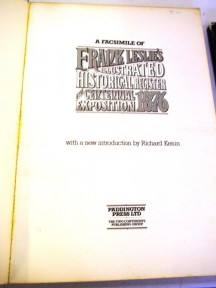 A FACSIMILE OF
FRANK LESLIE'S
ILLUSTRATED
HISTORICAL REGISTER
OF THE CENTENNIAL
EXPOSITION 1876
with a new introduction by Richard Kenin
PADDINGTON
PRESS LTD
THE TWO CONTINENTS
PUBLISHING GROUP